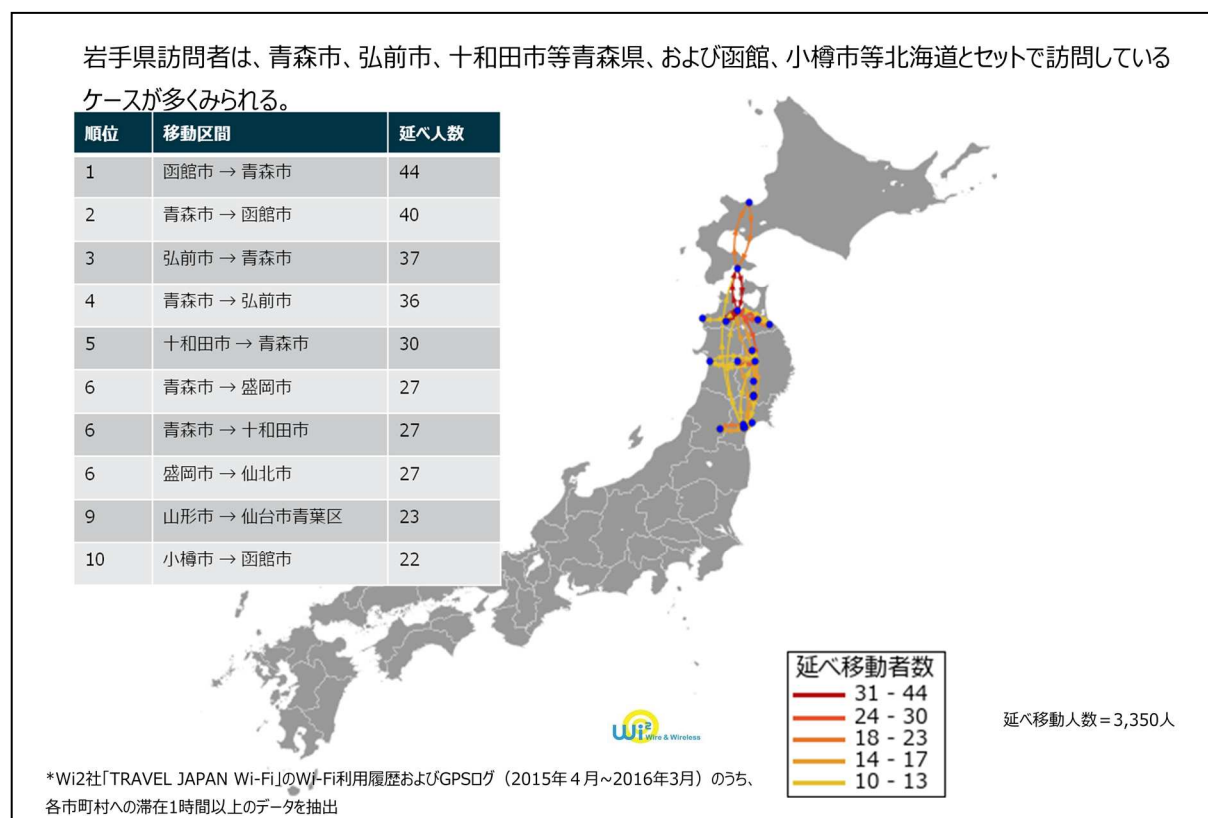 岩手県訪問者は、青森市、弘前市、十和田市等青森県、および函館、小樽市等北海道とセットで訪問している
ケースが多くみられる。
順位 移動区間 延べ人数
1 函館市 → 青森市 44
2 青森市 → 函館市 40
3 弘前市 → 青森市 37
4 青森市 → 弘前市 36
5 十和田市 → 青森市 30
6 青森市 → 盛岡市 27
6 青森市 → 十和田市 27
6 盛岡市 → 仙北市 27
9 山形市 → 仙台市青葉区 23
10 小樽市 → 函館市 22
延べ移動者数
31 - 44
24 - 30
18 - 23
14 - 17
10 - 13
延べ移動人数＝3,350人
Wi2 Wire & Wireless
*Wi2社「TRAVEL JAPAN Wi-Fi」のWi-Fi利用履歴およびGPSログ（2015年４月~2016年3月）のうち、
各市町村への滞在1時間以上のデータを抽出